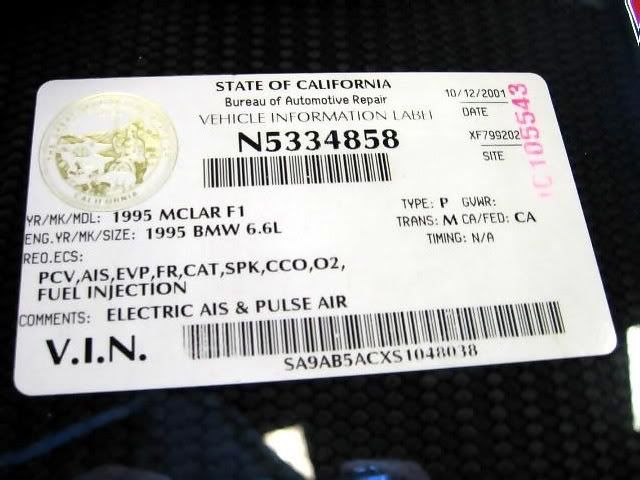 STATE OF CALIFORNIA
Bureau of Automotive Repair
VEHICLE INFORMATION LABEL
N5334858
10/12/2001
DATE
XF799202
SITE
1C105543
CALIFORNIA
YR/MK/MDL: 1995 MCLAR F1
TYPE: P GVWR:
ENG.YR/MK/SIZE: 1995 BMW 6.6L
TRANS: M CA/FED: CA
TIMING: N/A
REQ.ECS:
PCV,AIS,EVP,FR,CAT,SPK,CCO,O2,
FUEL INJECTION
COMMENTS: ELECTRIC AIS & PULSE AIR
V.I.N.
SA9AB5ACXS1048038